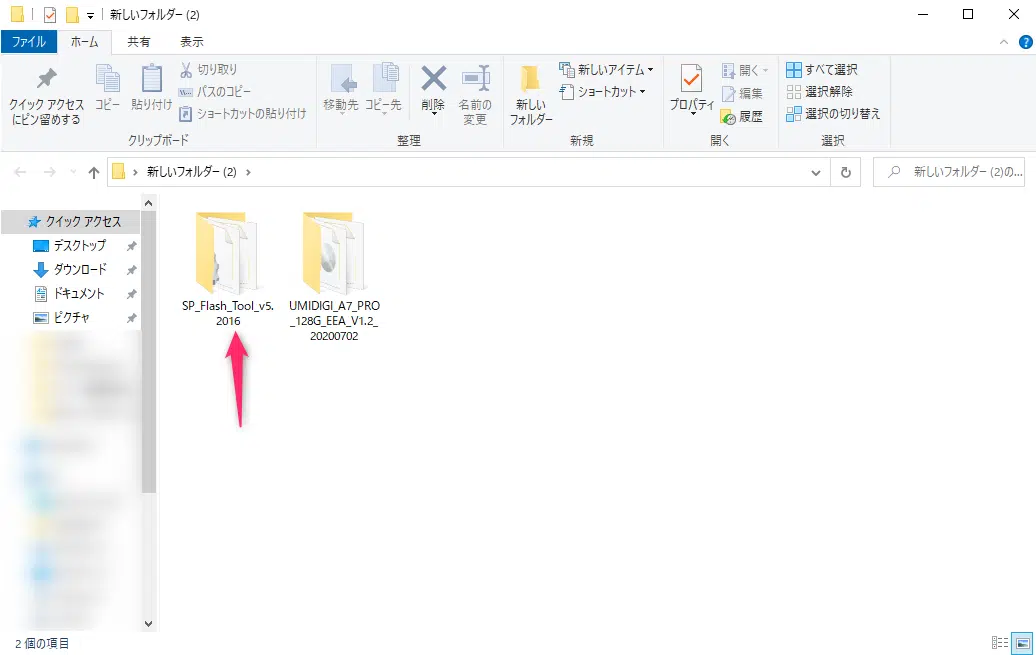 新しいフォルダー (2)
ファイル
ホーム
共有
表示
クイック アクセス
にピン留めする
コピー
貼り付け
切り取り
パスのコピー
ショートカットの貼り付け
クリップボード
移動先
コピー先
削除
名前の
変更
整理
新しい
フォルダー
新しいアイテム
ショートカット
新規
プロパティ
開く
編集
履歴
開く
すべて選択
選択解除
選択の切り替え
選択
新しいフォルダー (2)
新しいフォルダー (2)の...
クイック アクセス
デスクトップ
ダウンロード
ドキュメント
ピクチャ
SP_Flash_Tool_v5.
2016
UMIDIGI_A7_PRO
_128G_EEA_V1.2_
20200702
2 個の項目